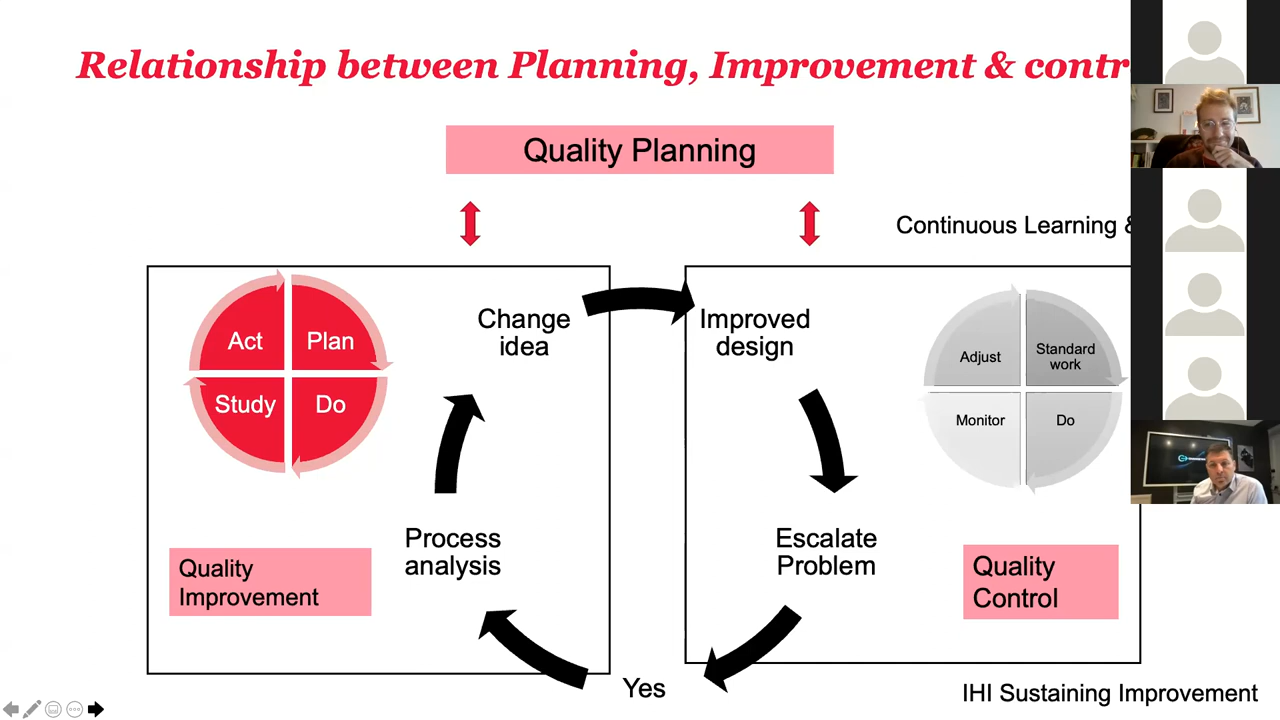 Relationship between Planning, Improvement & contr
Quality Planning
Continuous Learning &
Act
Plan
Study
Do
Change
idea
Improved
design
Adjust
Standard
work
Monitor
Do
Process
analysis
Escalate
Problem
Quality
Improvement
Quality
Control
Yes
IHI Sustaining Improvement